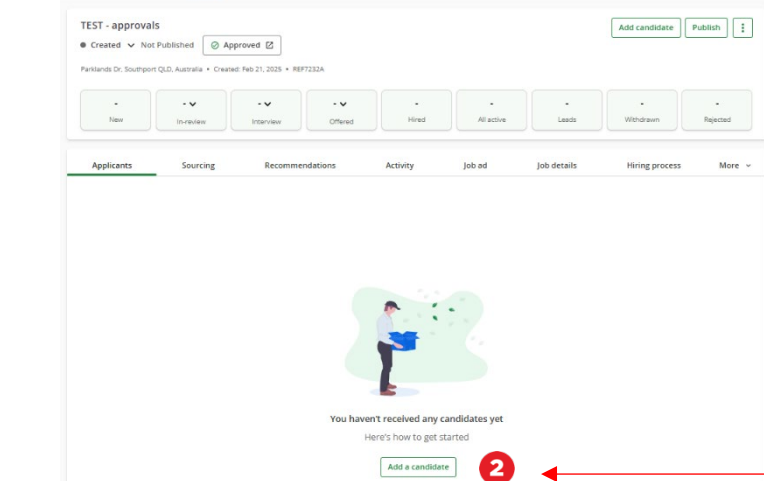 TEST - approvals
Add candidate
Publish
Created
Not Published
Approved
Parklands Dr, Southport QLD, Australia • Created: Feb 21, 2025 • REF7232A
- - - - - - - - -
New In-review Interview Offered Hired All active Leads Withdrawn Rejected
Applicants Sourcing Recommendations Activity Job ad Job details Hiring process More
You haven't received any candidates yet
Here's how to get started
Add a candidate
2